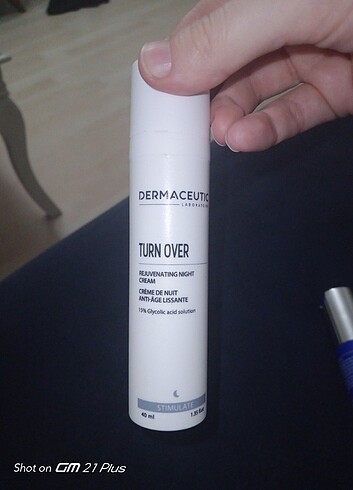 DERMACEUTIC
LABORATOIRE
TURN OVER
REJUVENATING NIGHT
CREAM
CRÈME DE NUIT
ANTI-ÂGE LISSANTE
15% Glycolic acid solution
STIMULATE
40 ml
Shot on GM 21 Plus